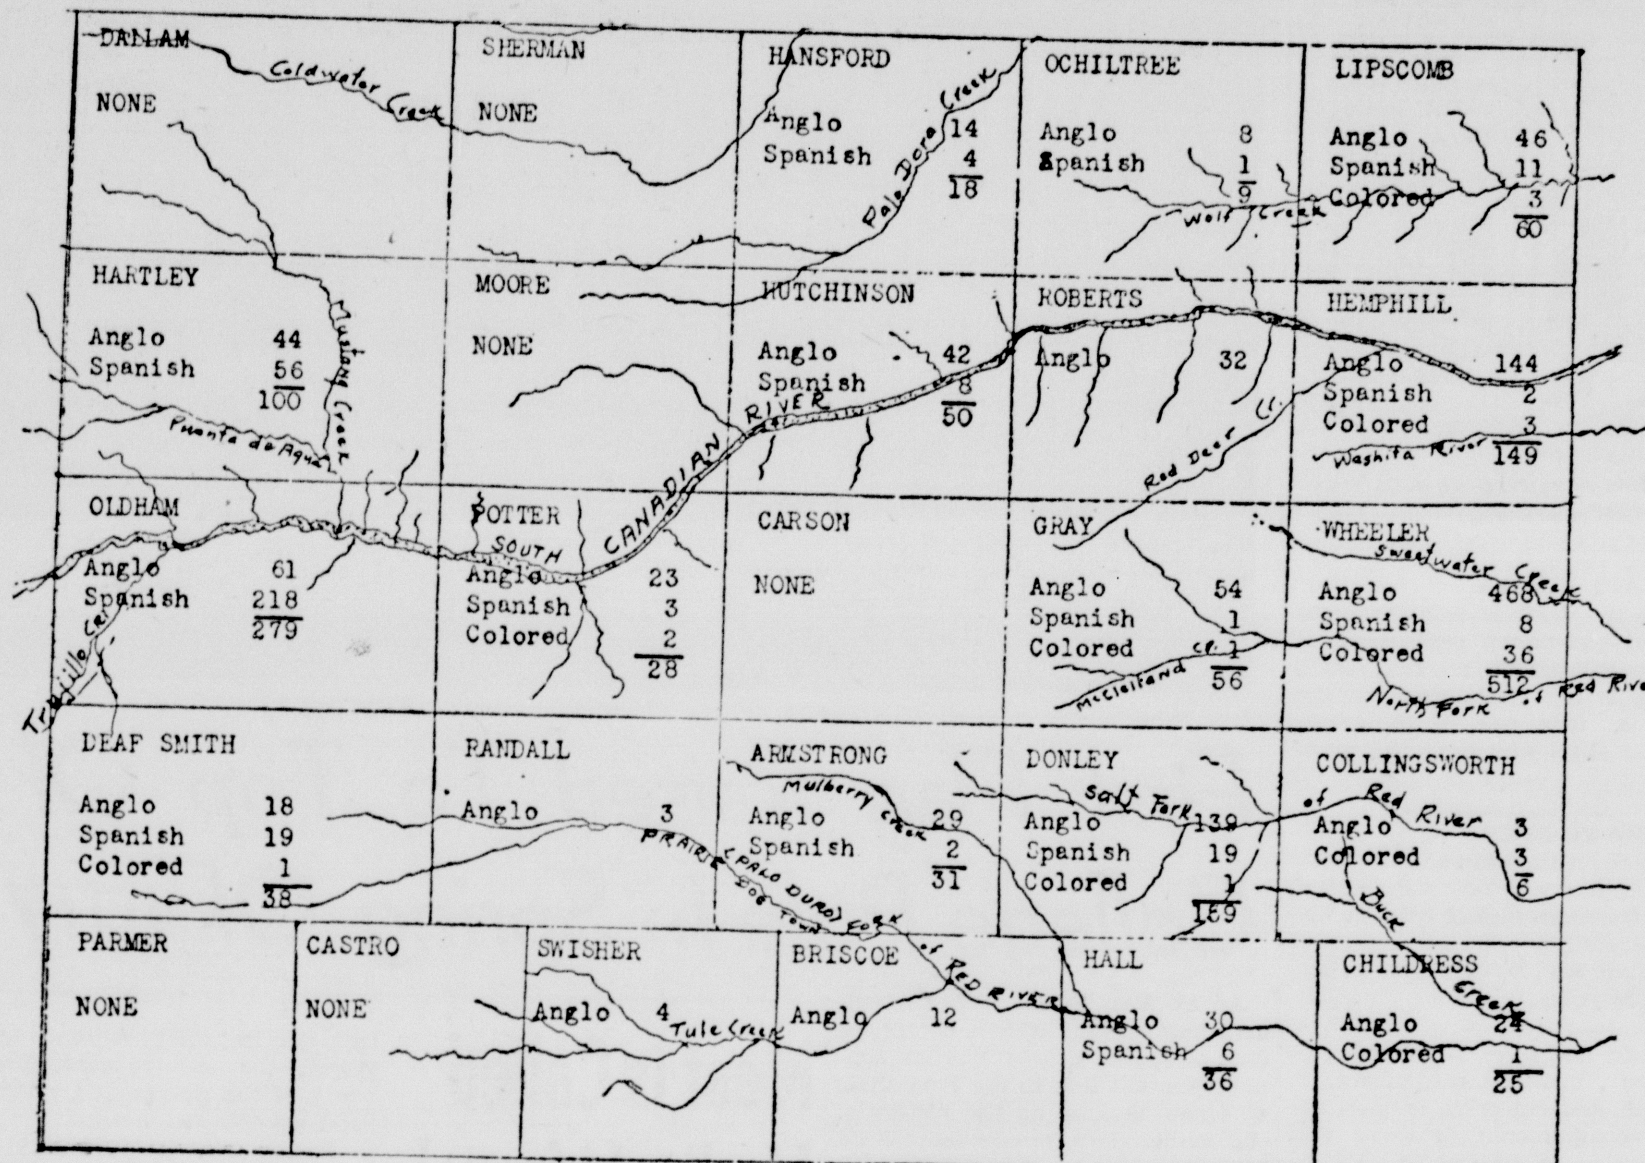 DALLAM
Coldwater Creek
NONE
SHERMAN
NONE
HANSFORD
Anglo 14
Spanish 4
18
Palo Doro Creek
OCHILTREE
Anglo 8
Spanish 1
9
Wolf Creek
LIPSCOMB
Anglo 46
Spanish 11
Colored 3
60
HARTLEY
Anglo 44
Spanish 56
100
Mustang Creek
Puenta de Agua
MOORE
NONE
HUTCHINSON
Anglo 42
Spanish 8
50
ROBERTS
Anglo 32
HEMPHILL
Anglo 144
Spanish 2
Colored 3
149
Washita River
Red Deer Cr.
OLDHAM
Anglo 61
Spanish 218
279
Trujillo Cr.
POTTER
SOUTH CANADIAN RIVER
Anglo 23
Spanish 3
Colored 2
28
CARSON
NONE
GRAY
Anglo 54
Spanish 1
Colored 1
56
McClelland Cr.
WHEELER
Sweetwater Creek
Anglo 468
Spanish 8
Colored 36
512
North Fork of Red River
DEAF SMITH
Anglo 18
Spanish 19
Colored 1
38
RANDALL
Anglo 3
ARMSTRONG
Mulberry Creek
Anglo 29
Spanish 2
31
PRAIRIE DOG TOWN (PALO DURO) FORK of RED RIVER
DONLEY
Salt Fork of Red River
Anglo 139
Spanish 19
Colored 1
159
COLLINGSWORTH
Anglo 3
Colored 3
6
Buck Creek
PARMER
NONE
CASTRO
NONE
SWISHER
Anglo 4
Tule Creek
BRISCOE
Anglo 12
HALL
Anglo 30
Spanish 6
36
CHILDRESS
Anglo 24
Colored 1
25